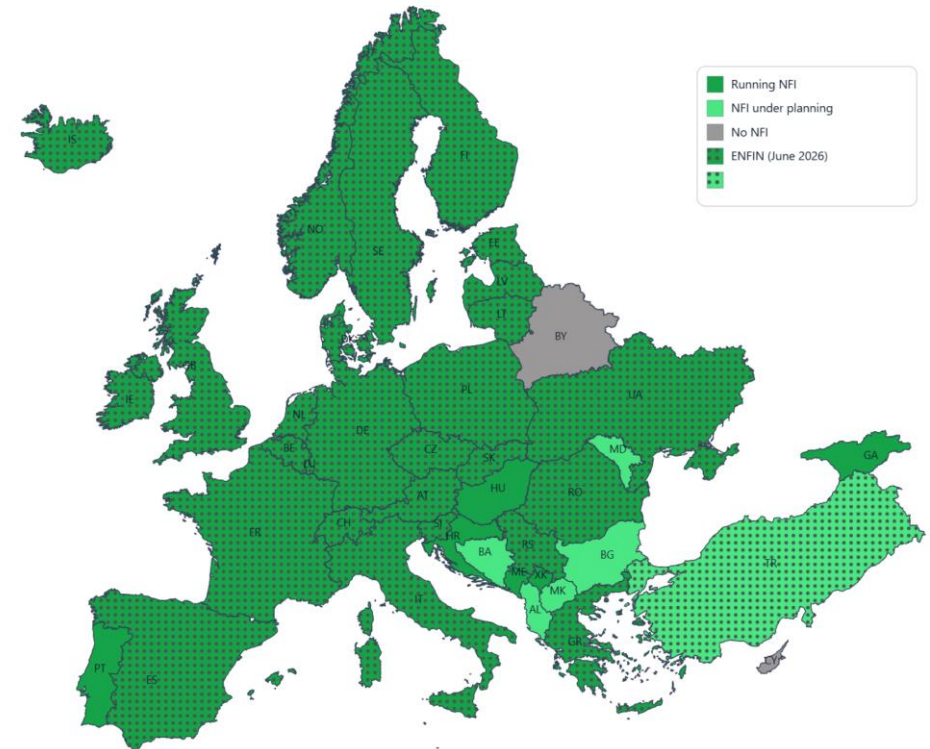 Running NFI
NFI under planning
No NFI
ENFIN (June 2026)
IS
FI
NO
SE
EE
LV
LT
BY
GB
IE
NL
PL
UA
DE
BE
LU
CZ
SK
MD
GA
FR
AT
HU
RO
CH
SI
HR
BA
RS
BG
TR
ME
XK
MK
IT
AL
GR
PT
ES
CY